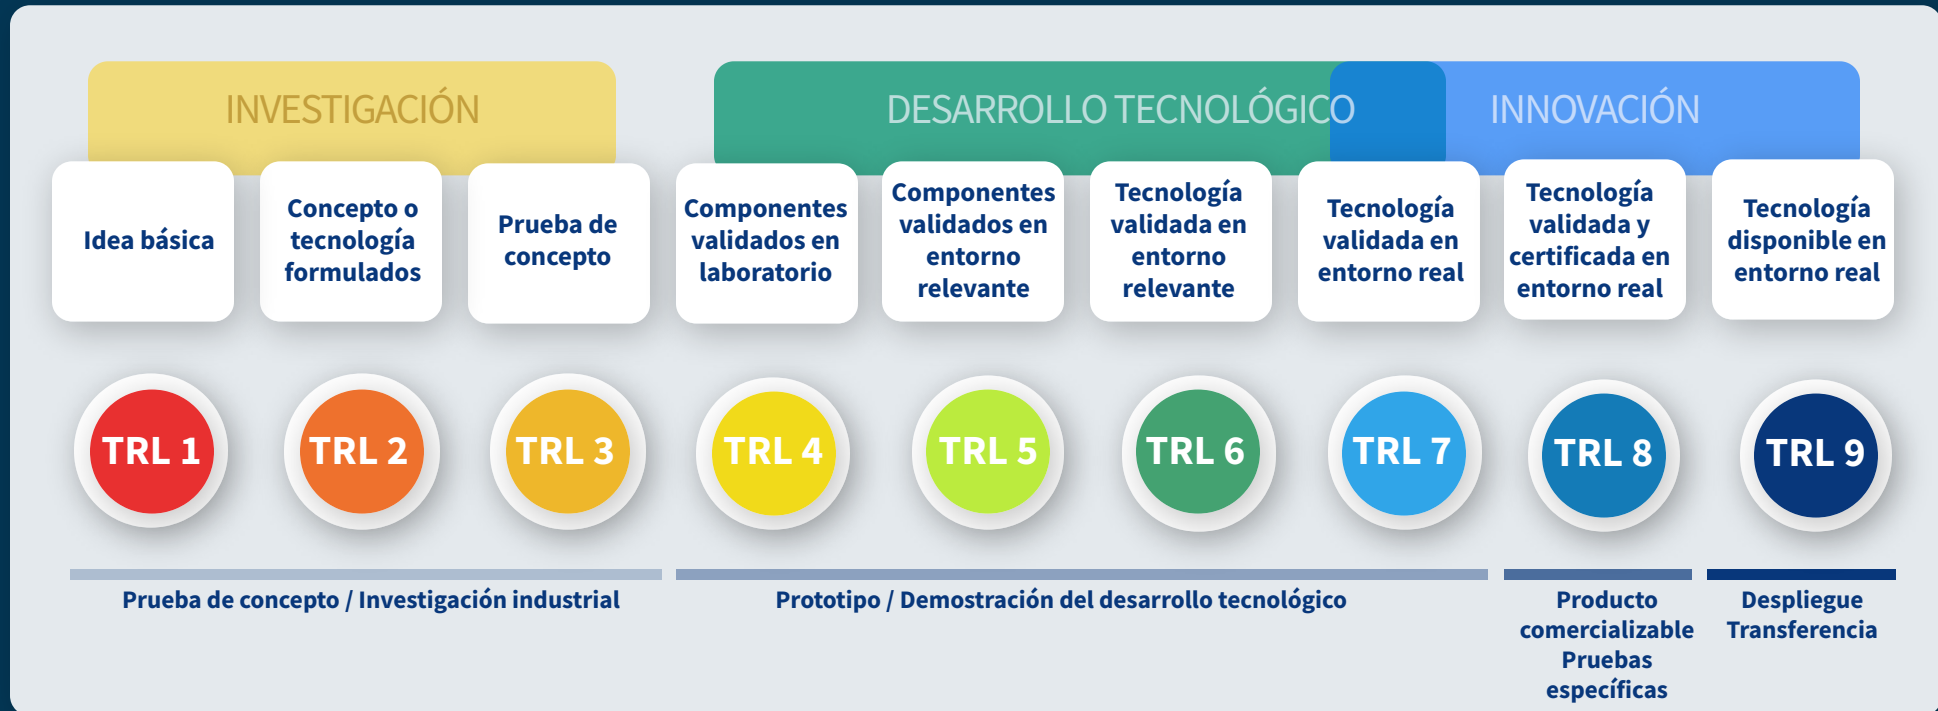 INVESTIGACIÓN
DESARROLLO TECNOLÓGICO
INNOVACIÓN
Idea básica
Concepto o
tecnología
formulados
Prueba de
concepto
Componentes
validados en
laboratorio
Componentes
validados en
entorno
relevante
Tecnología
validada en
entorno
relevante
Tecnología
validada en
entorno real
Tecnología
validada y
certificada en
entorno real
Tecnología
disponible en
entorno real
TRL 1
TRL 2
TRL 3
TRL 4
TRL 5
TRL 6
TRL 7
TRL 8
TRL 9
Prueba de concepto / Investigación industrial
Prototipo / Demostración del desarrollo tecnológico
Producto
comercializable
Pruebas
específicas
Despliegue
Transferencia